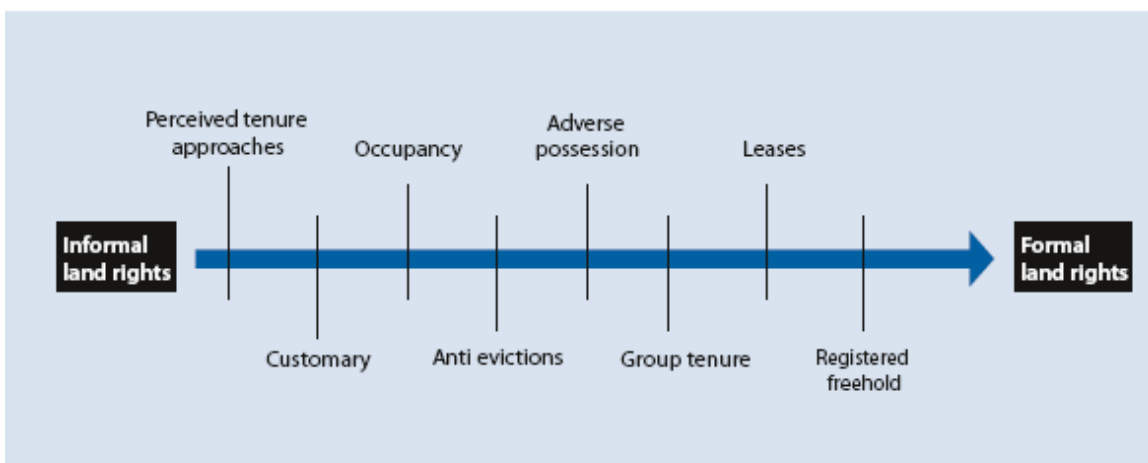 Perceived tenure
approaches
Occupancy
Adverse
possession
Leases
Informal
land rights
Formal
land rights
Customary
Anti evictions
Group tenure
Registered
freehold